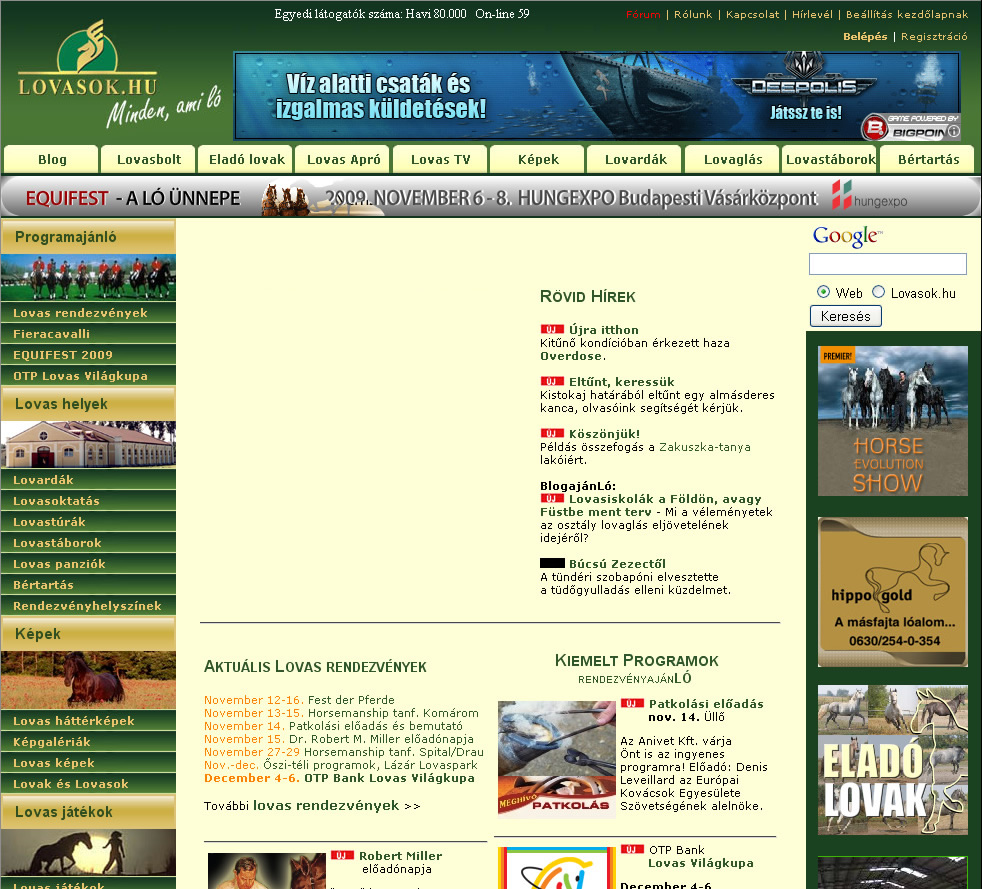 Egyedi látogatók száma: Havi 80.000 On-line 59
Fórum | Rólunk | Kapcsolat | Hírlevél | Beállítás kezdőlapnak
Belépés | Regisztráció
LOVASOK.HU
Minden, ami ló
Víz alatti csaták és
izgalmas küldetések!
DEEPOLIS
Játssz te is!
GAME POWERED BY
BIGPOINT
Blog Lovasbolt Eladó lovak Lovas Apró Lovas TV Képek Lovardák Lovaglás Lovastáborok Bértartás
EQUIFEST - A LÓ ÜNNEPE 2009. NOVEMBER 6 - 8. HUNGEXPO Budapesti Vásárközpont hungexpo
Programajánló
Lovas rendezvények
Fieracavalli
EQUIFEST 2009
OTP Lovas Világkupa
Lovas helyek
Lovardák
Lovasoktatás
Lovastúrák
Lovastáborok
Lovas panziók
Bértartás
Rendezvényhelyszínek
Képek
Lovas háttérképek
Képgalériák
Lovas képek
Lovak és Lovasok
Lovas játékok
Lovas játékok
RÖVID HÍREK
ÚJ Újra itthon
Kitűnő kondícióban érkezett haza
Overdose.
ÚJ Eltűnt, keressük
Kistokaj határából eltűnt egy almásderes
kanca, olvasóink segítségét kérjük.
ÚJ Köszönjük!
Példás összefogás a Zakuszka-tanya
lakóiért.
BlogajánLó:
ÚJ Lovasiskolák a Földön, avagy
Füstbe ment terv - Mi a véleményetek
az osztály lovaglás eljövetelének
idejéről?
Búcsú Zezectől
A tündéri szobapóni elvesztette
a tüdőgyulladás elleni küzdelmet.
AKTUÁLIS LOVAS RENDEZVÉNYEK
November 12-16. Fest der Pferde
November 13-15. Horsemanship tanf. Komárom
November 14. Patkolási előadás és bemutató
November 15. Dr. Robert M. Miller előadónapja
November 27-29 Horsemanship tanf. Spital/Drau
Nov.-dec. Őszi-téli programok, Lázár Lovaspark
December 4-6. OTP Bank Lovas Világkupa
További lovas rendezvények >>
ÚJ Robert Miller
előadónapja
KIEMELT PROGRAMOK
RENDEZVÉNYAJÁNLÓ
MEGHÍVÓ
PATKOLÁS
ÚJ Patkolási előadás
nov. 14. Üllő
Az Anivet Kft. várja
Önt is az ingyenes
programra! Előadó: Denis
Leveillard az Európai
Kovácsok Egyesülete
Szövetségének alelnöke.
ÚJ OTP Bank
Lovas Világkupa
December 4-6.
Google™
Web Lovasok.hu
Keresés
PREMIER!
HORSE
EVOLUTION
SHOW
hippogold
A másfajta lóalom...
0630/254-0-354
ELADÓ
LOVAK